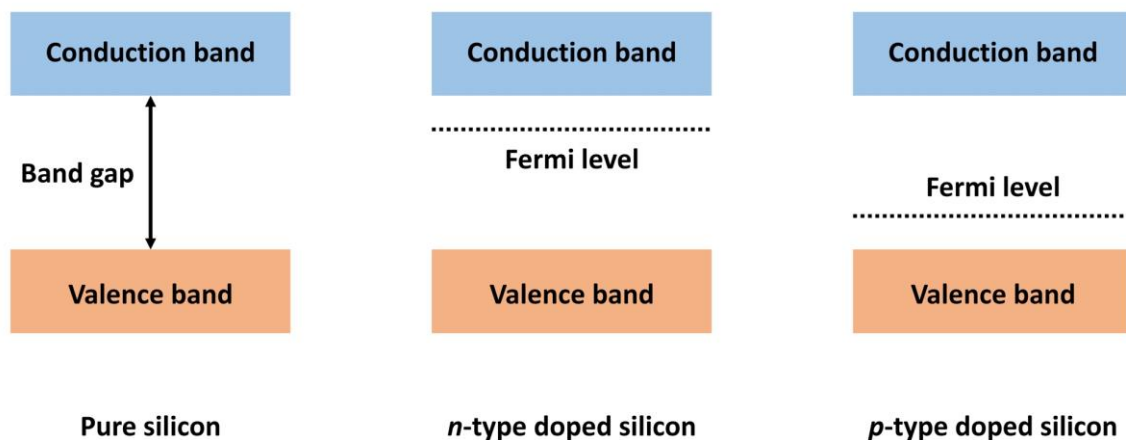 Conduction band
Conduction band
Conduction band
Band gap
Fermi level
Fermi level
Valence band
Valence band
Valence band
Pure silicon
n-type doped silicon
p-type doped silicon